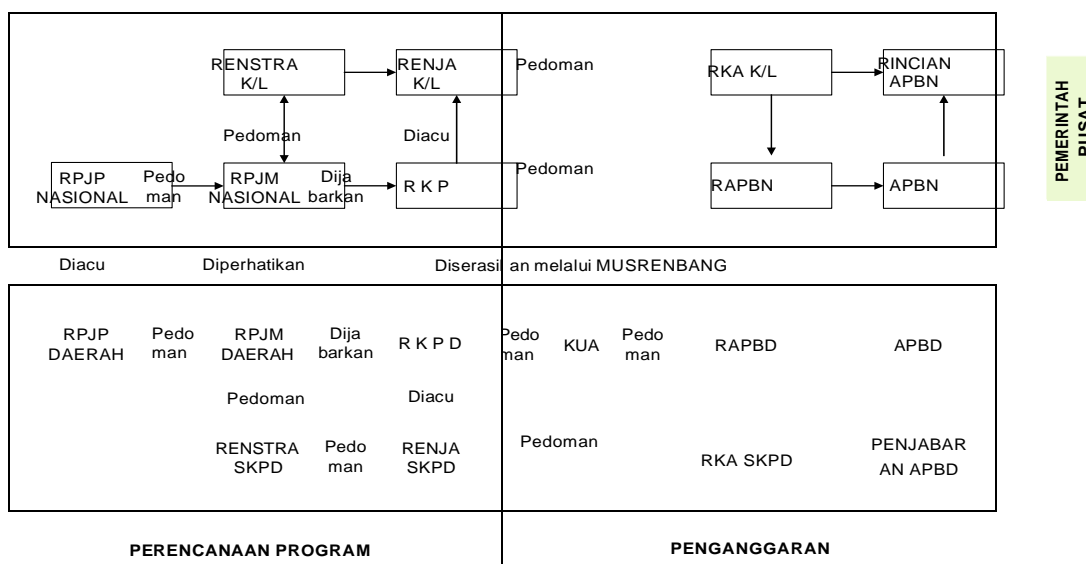 RENSTRA K/L
RENJA K/L
Pedoman
RKA K/L
RINCIAN APBN
Pedoman
Diacu
RPJP NASIONAL
Pedo man
RPJM NASIONAL
Dija barkan
R K P
Pedoman
RAPBN
APBN
PEMERINTAH PUSAT
Diacu
Diperhatikan
Diserasi an melalui MUSRENBANG
RPJP DAERAH
Pedo man
RPJM DAERAH
Dija barkan
R K P D
Pedo man
KUA
Pedo man
RAPBD
APBD
Pedoman
Diacu
RENSTRA SKPD
Pedo man
RENJA SKPD
Pedoman
RKA SKPD
PENJABAR AN APBD
PERENCANAAN PROGRAM
PENGANGGARAN